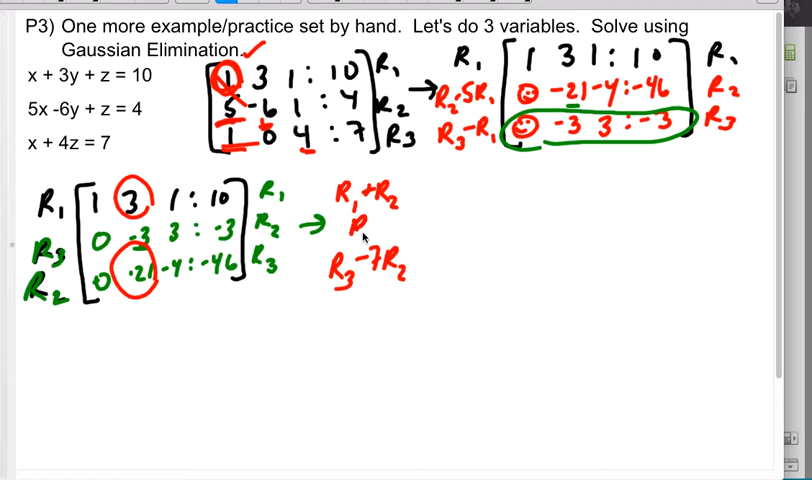 P3) One more example/practice set by hand. Let's do 3 variables. Solve using
Gaussian Elimination.
x + 3y + z = 10
5x -6y + z = 4
x + 4z = 7
1 3 1 : 10 R1
5 -6 1 : 4 R2
1 0 4 : 7 R3
→
R1 1 3 1 : 10 R1
R2-5R1 ☺ -21 -4 : -46 R2
R3-R1 ☺ -3 3 : -3 R3
R1 1 3 1 : 10 R1
R3 0 -3 3 : -3 R2
R2 0 -21 -4 : -46 R3
→
R1+R2
R3-7R2